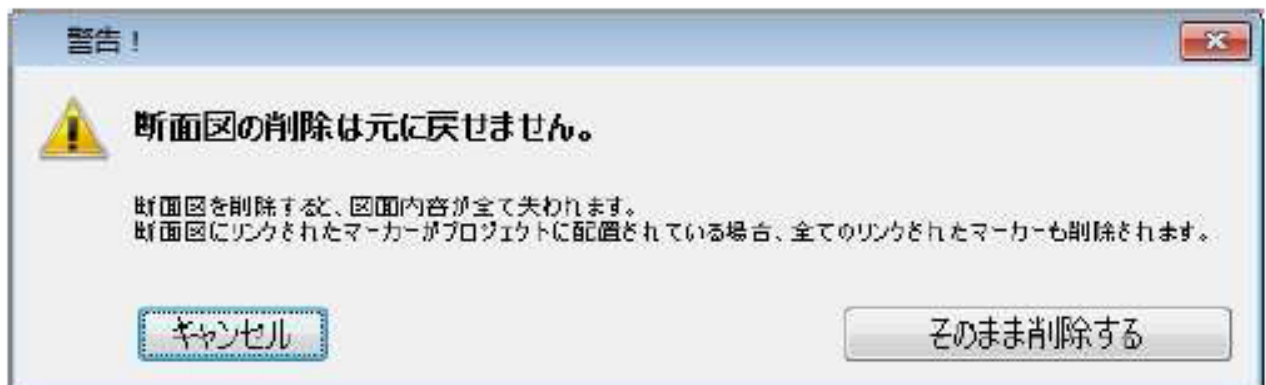 警告！
断面図の削除は元に戻せません。
断面図を削除すると、図面内容が全て失われます。
断面図にリンクされたマーカーがプロジェクトに配置されている場合、全てのリンクされたマーカーも削除されます。
キャンセル
そのまま削除する